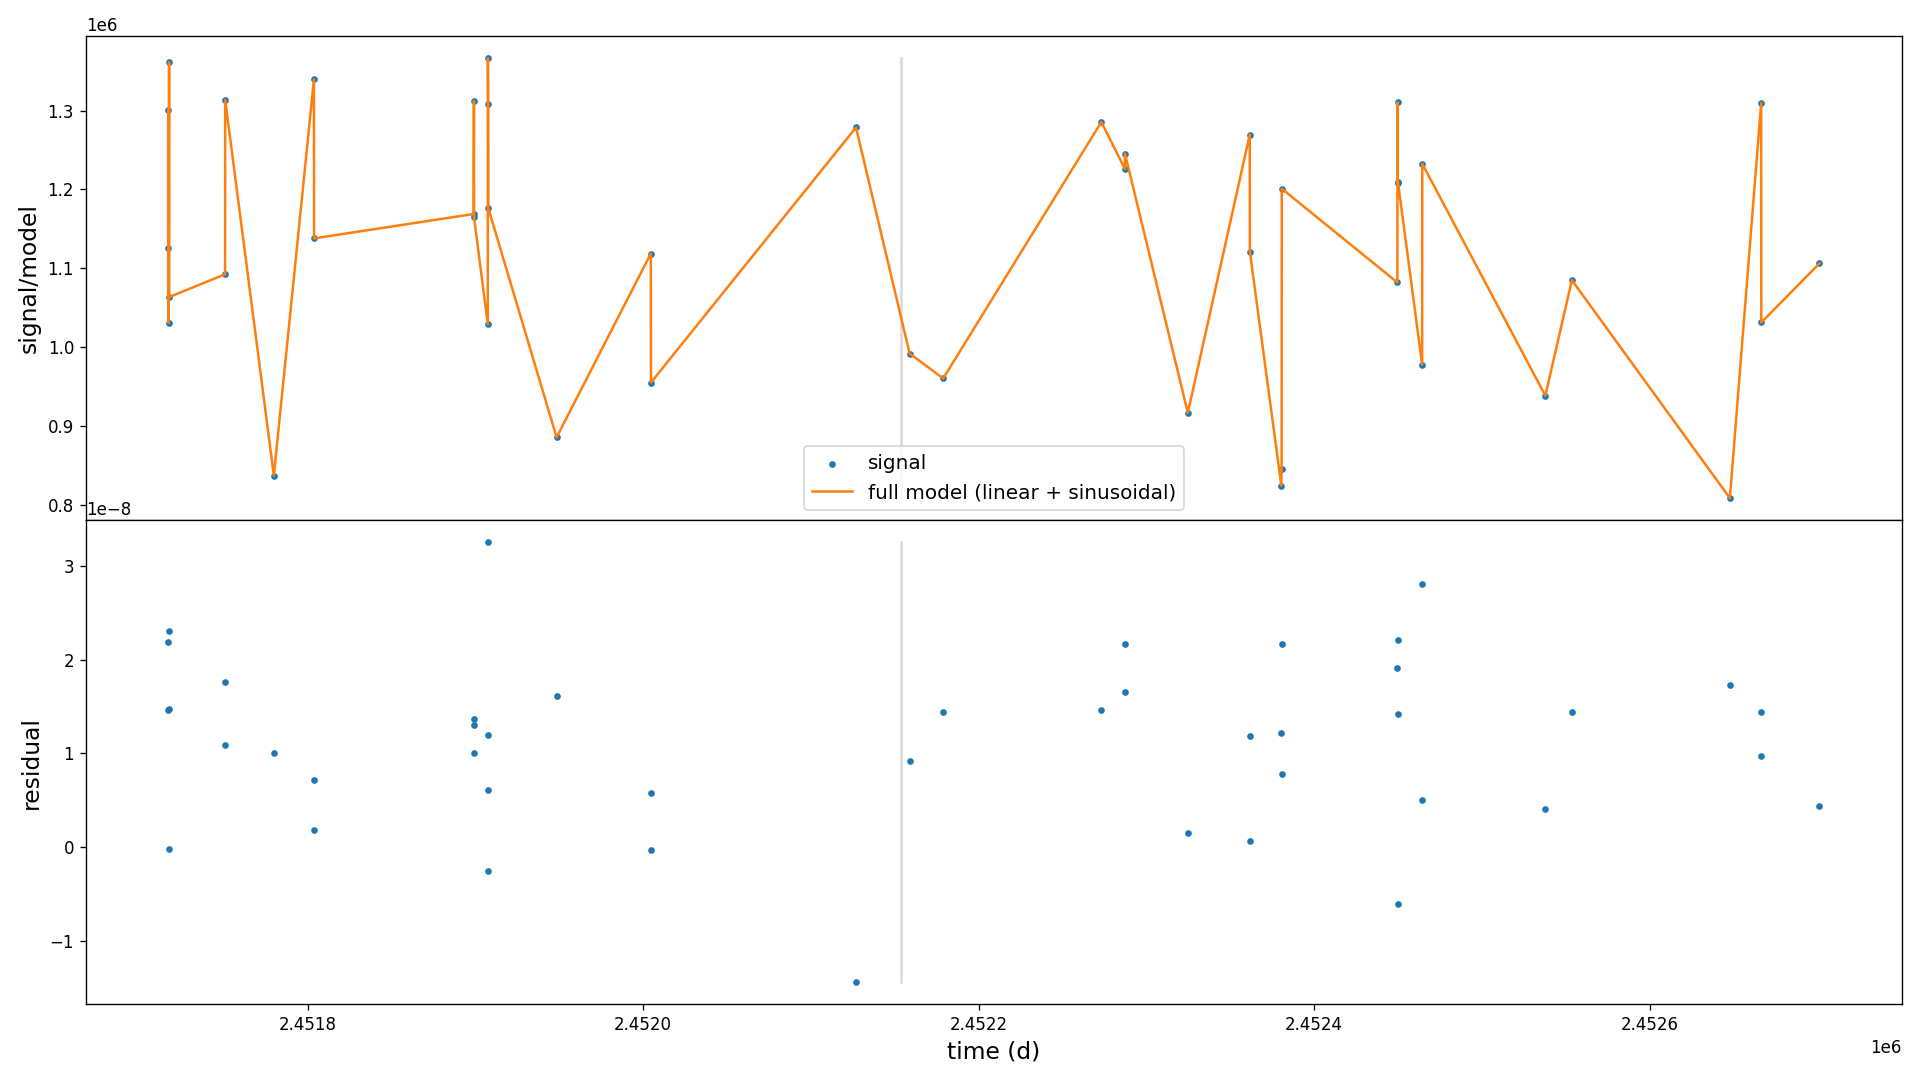 1e6
1.3
1.2
1.1
1.0
0.9
0.8
signal/model
signal
full model (linear + sinusoidal)
1e−8
3
2
1
0
−1
residual
2.4518
2.4520
2.4522
2.4524
2.4526
1e6
time (d)